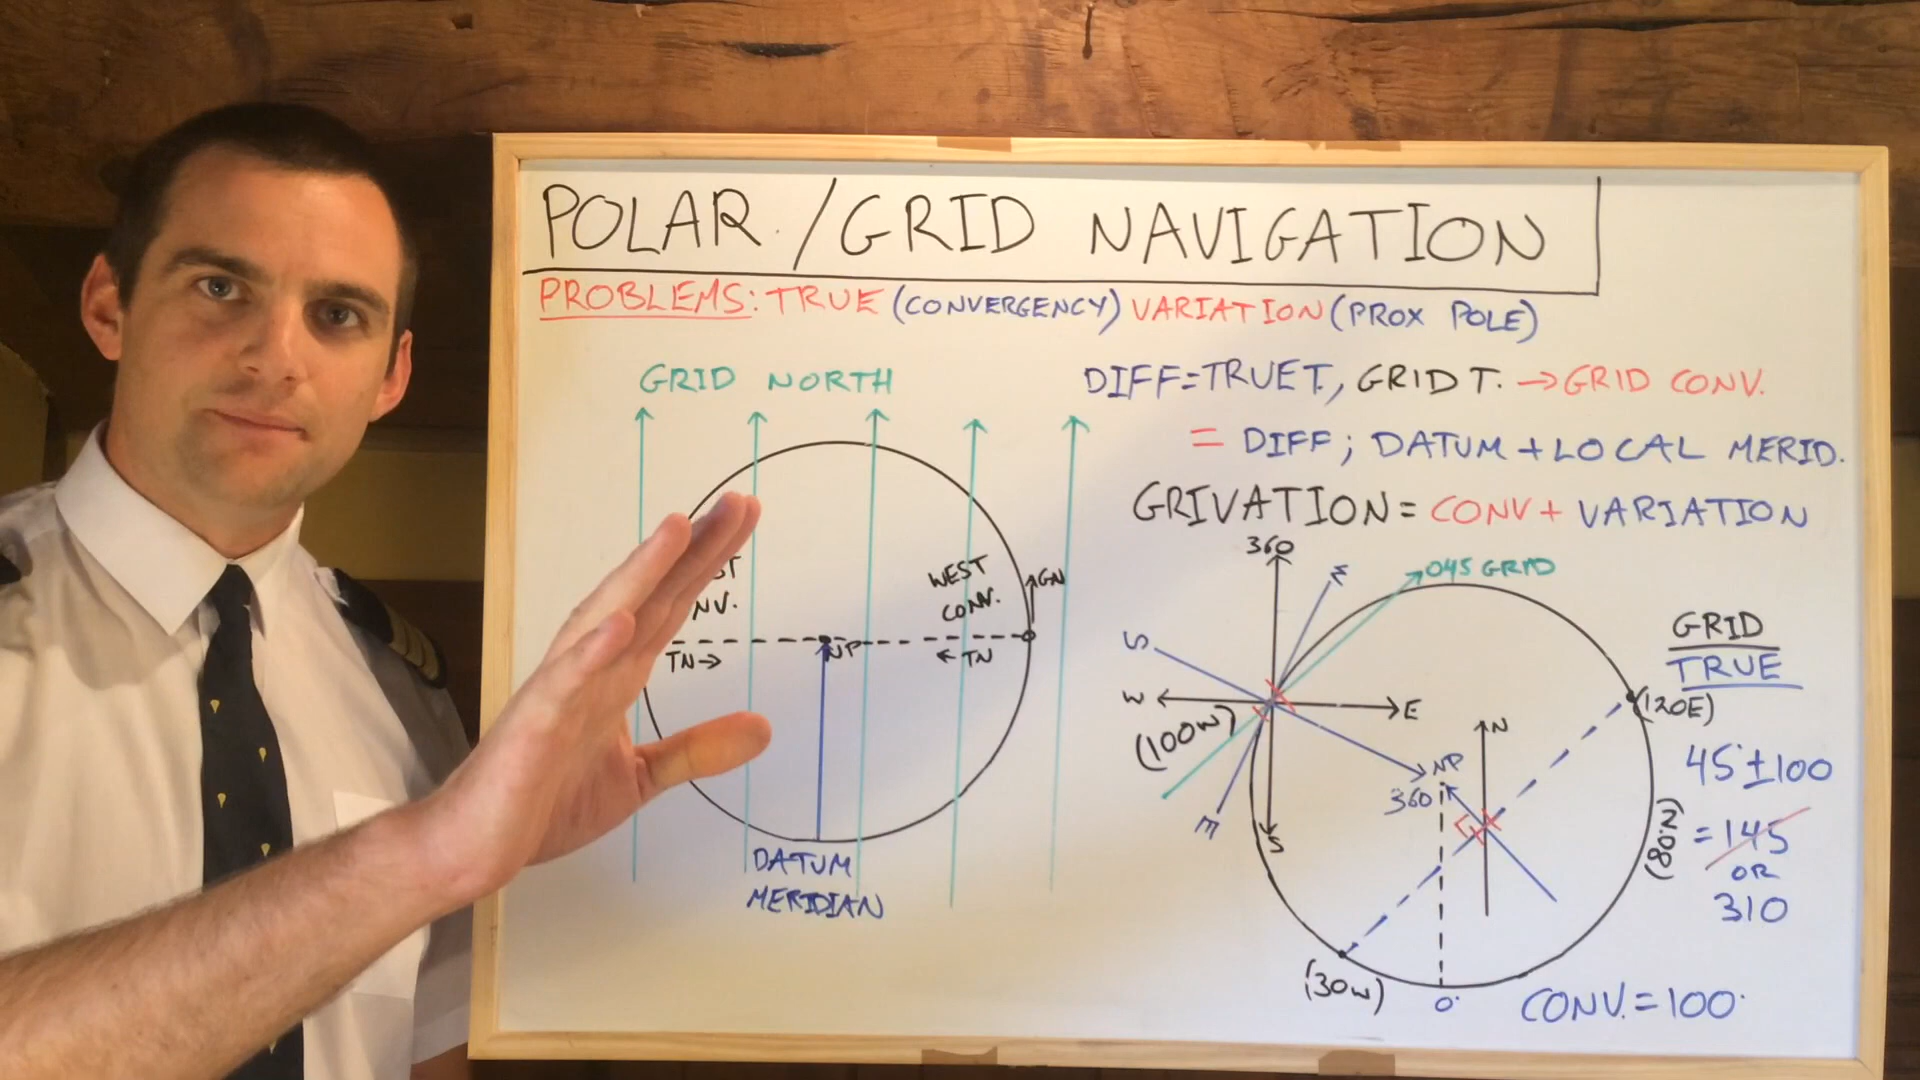 POLAR / GRID NAVIGATION
PROBLEMS: TRUE (CONVERGENCY) VARIATION (PROX POLE)
GRID NORTH
ST
NV.
WEST
CONV.
GN
TN→
NP
←TN
DATUM
MERIDIAN
DIFF=TRUE T., GRID T. →GRID CONV.
= DIFF; DATUM + LOCAL MERID.
GRIVATION = CONV + VARIATION
360
045 GRID
S
W
E
(100W)
E
S
NP
360
N
(30W)
0°
(120E)
(80N)
GRID
TRUE
45°±100
=145
OR
310
CONV.=100°